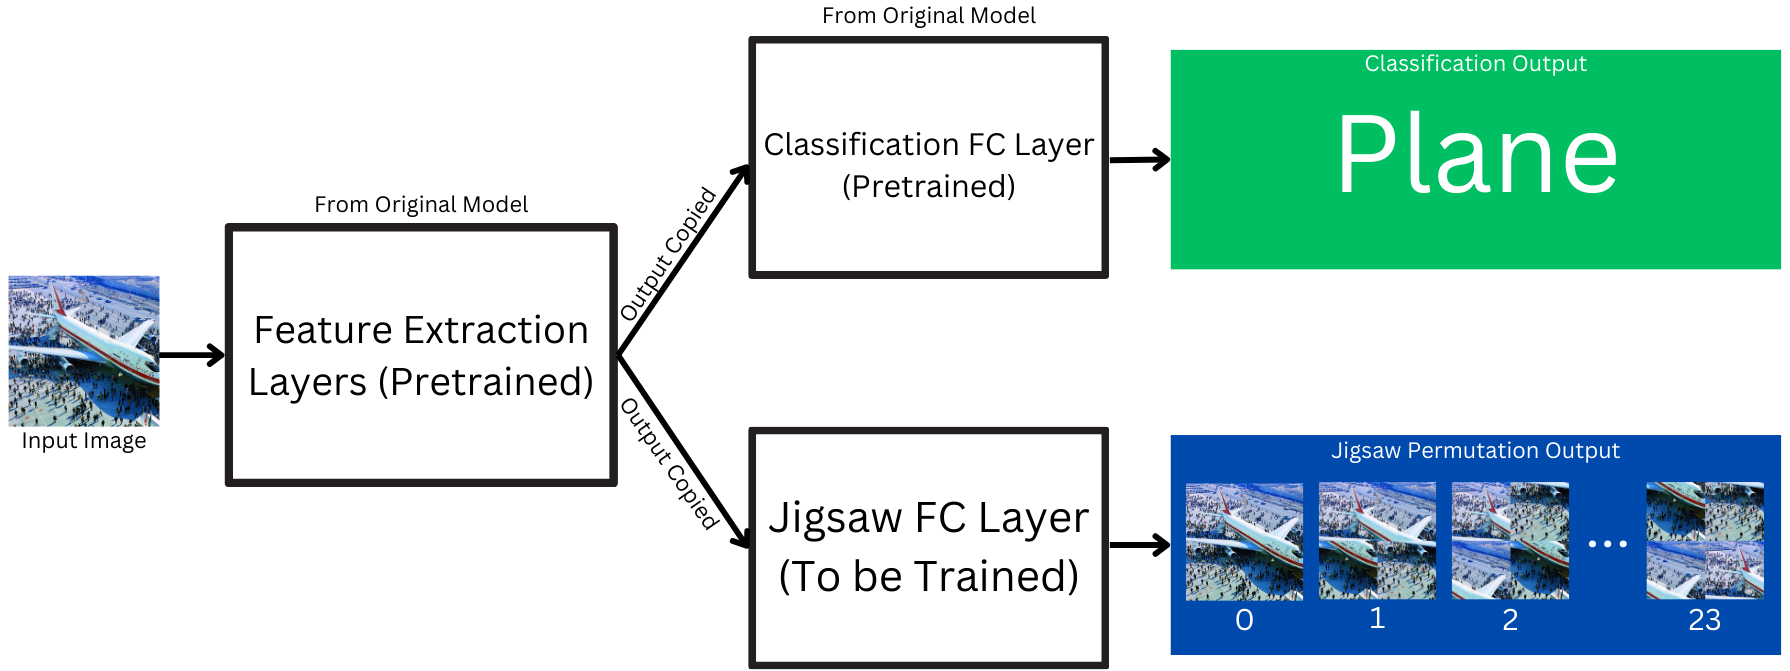 From Original Model
Classification FC Layer
(Pretrained)
Classification Output
Plane
From Original Model
Feature Extraction
Layers (Pretrained)
Input Image
Output Copied
Output Copied
Jigsaw FC Layer
(To be Trained)
Jigsaw Permutation Output
...
0 1 2 23